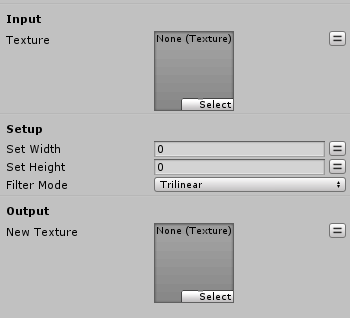 Input
Texture
None (Texture)
Select
Setup
Set Width
0
Set Height
0
Filter Mode
Trilinear
Output
New Texture
None (Texture)
Select